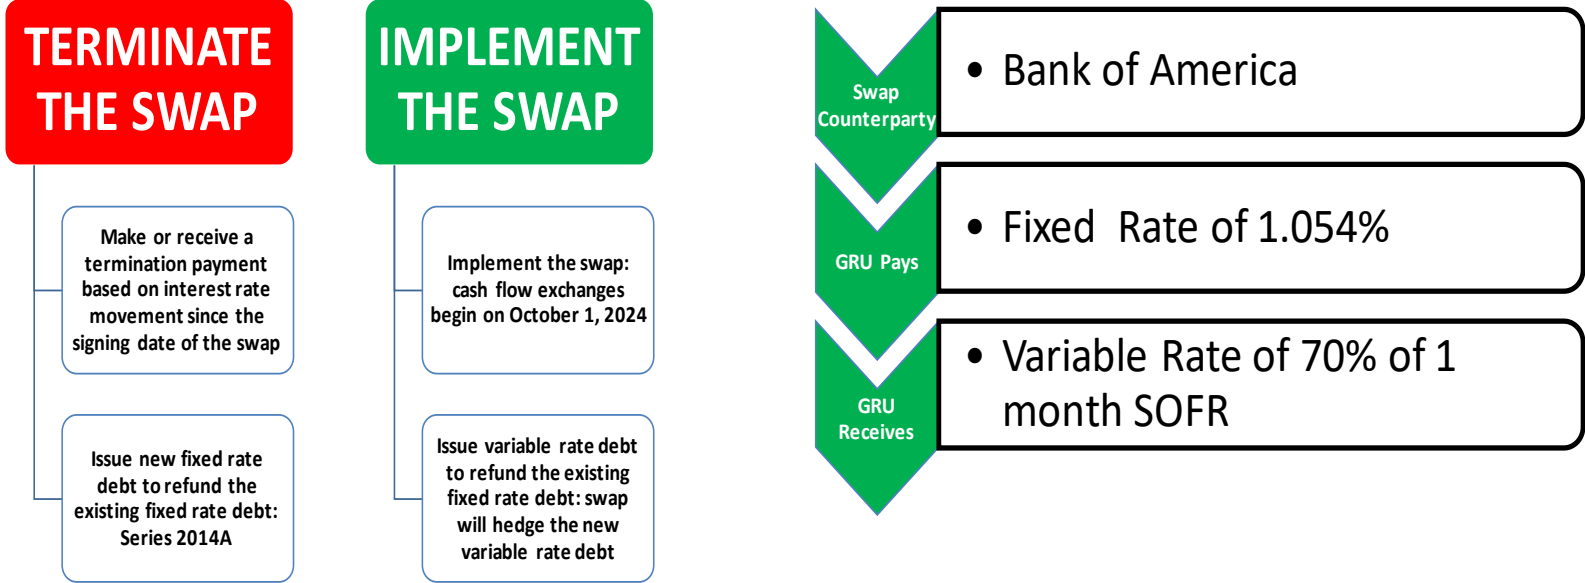 TERMINATE
THE SWAP
Make or receive a
termination payment
based on interest rate
movement since the
signing date of the swap
Issue new fixed rate
debt to refund the
existing fixed rate debt:
Series 2014A
IMPLEMENT
THE SWAP
Implement the swap:
cash flow exchanges
begin on October 1, 2024
Issue variable rate debt
to refund the existing
fixed rate debt: swap
will hedge the new
variable rate debt
Swap
Counterparty
• Bank of America
GRU Pays
• Fixed Rate of 1.054%
GRU
Receives
• Variable Rate of 70% of 1
month SOFR